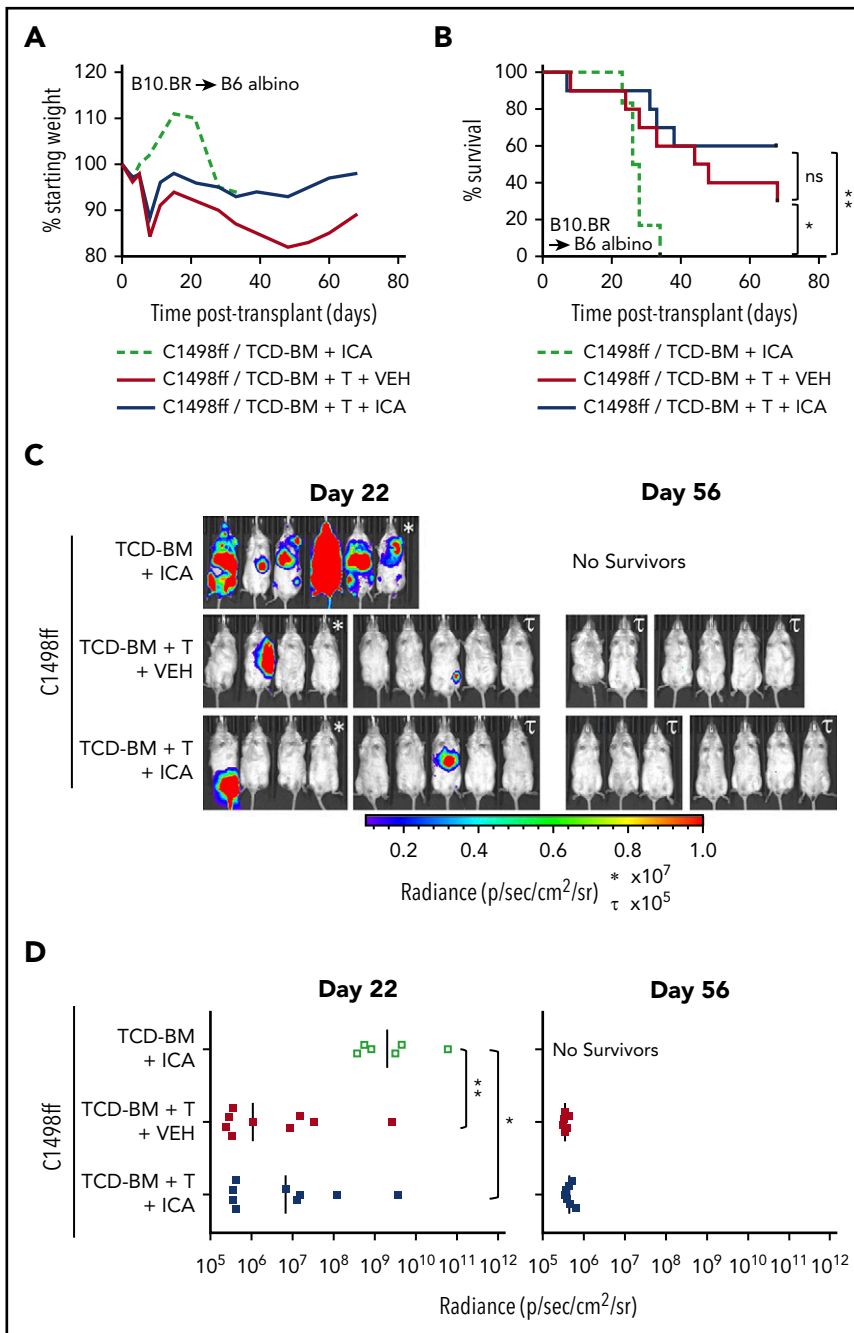 A
120
110
100
90
80
% starting weight
B10.BR → B6 albino
0 20 40 60 80
Time post-transplant (days)
C1498ff / TCD-BM + ICA
C1498ff / TCD-BM + T + VEH
C1498ff / TCD-BM + T + ICA
B
100
80
60
40
20
0
% survival
B10.BR
→ B6 albino
ns
*
**
0 20 40 60 80
Time post-transplant (days)
C1498ff / TCD-BM + ICA
C1498ff / TCD-BM + T + VEH
C1498ff / TCD-BM + T + ICA
C
Day 22 Day 56
C1498ff
TCD-BM
+ ICA
*
No Survivors
TCD-BM + T
+ VEH
* τ τ τ
TCD-BM + T
+ ICA
* τ τ τ
0.2 0.4 0.6 0.8 1.0
Radiance (p/sec/cm²/sr)
* x10⁷
τ x10⁵
D
Day 22 Day 56
C1498ff
TCD-BM
+ ICA
No Survivors
TCD-BM + T
+ VEH
TCD-BM + T
+ ICA
**
*
10⁵ 10⁶ 10⁷ 10⁸ 10⁹ 10¹⁰ 10¹¹ 10¹²
10⁵ 10⁶ 10⁷ 10⁸ 10⁹ 10¹⁰ 10¹¹ 10¹²
Radiance (p/sec/cm²/sr)